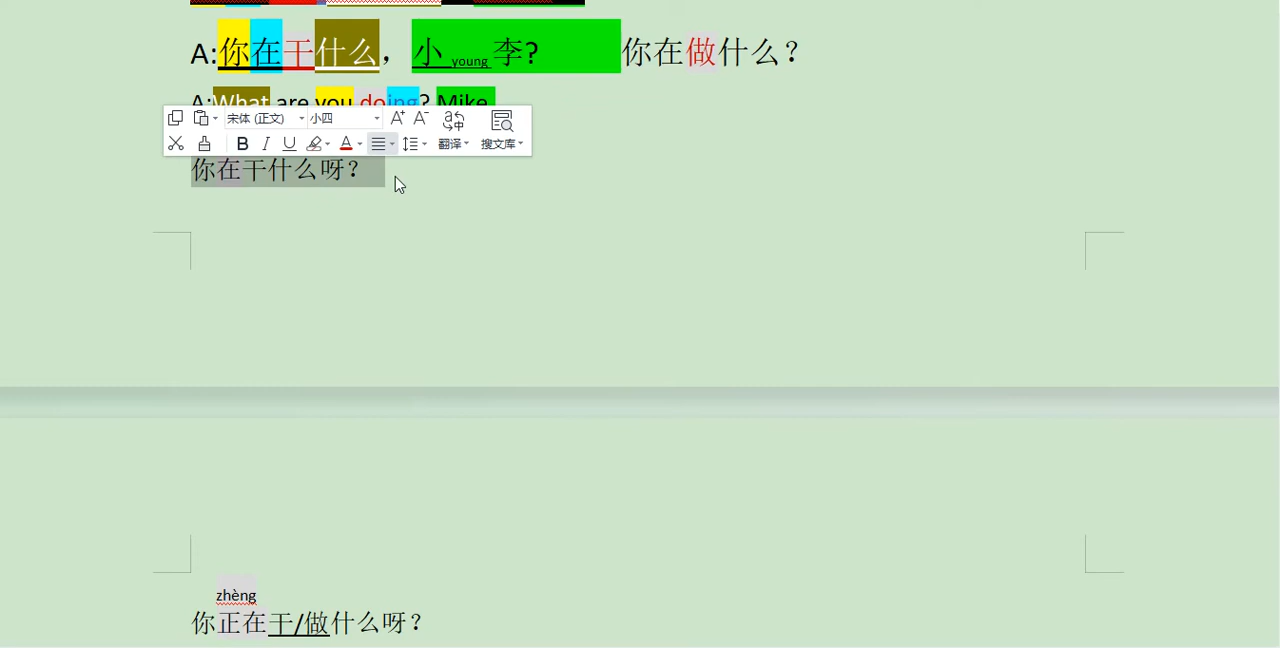 A:你在干什么，小 young 李? 你在做什么？
A:What are you doing? Mike
宋体 (正文) 小四 A⁺ A⁻
B I U A 翻译 搜文库
你在干什么呀？
zhèng
你正在干/做什么呀？